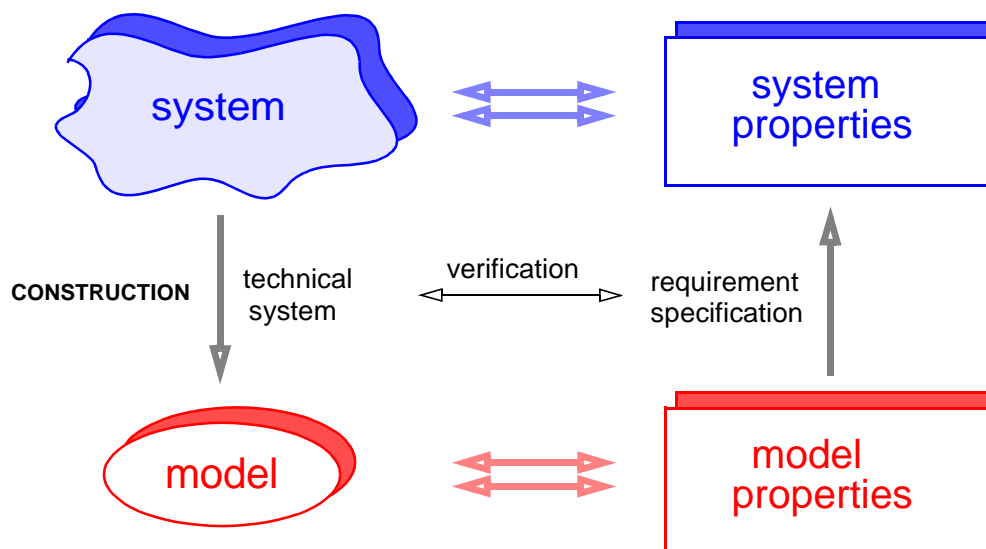 system
system
properties
CONSTRUCTION
technical
system
verification
requirement
specification
model
model
properties